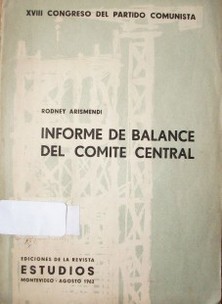 XVIII CONGRESO DEL PARTIDO COMUNISTA
RODNEY ARISMENDI
INFORME DE BALANCE
DEL COMITE CENTRAL
EDICIONES DE LA REVISTA
ESTUDIOS
MONTEVIDEO - AGOSTO 1962